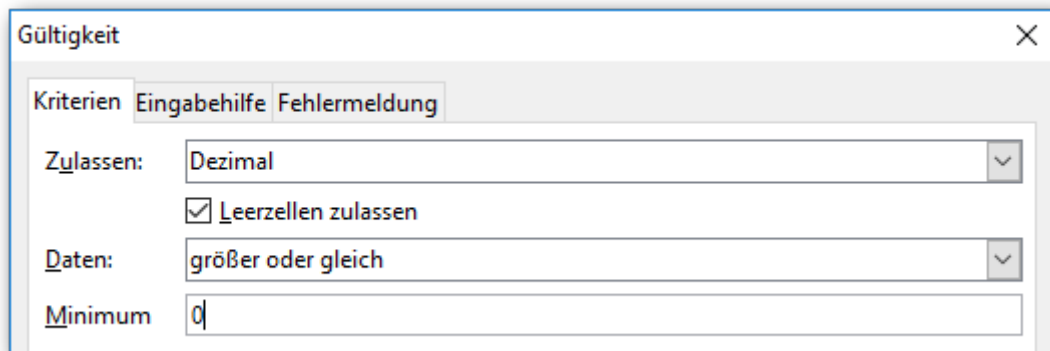 Gültigkeit
Kriterien Eingabehilfe Fehlermeldung
Zulassen: Dezimal
Leerzellen zulassen
Daten: größer oder gleich
Minimum 0